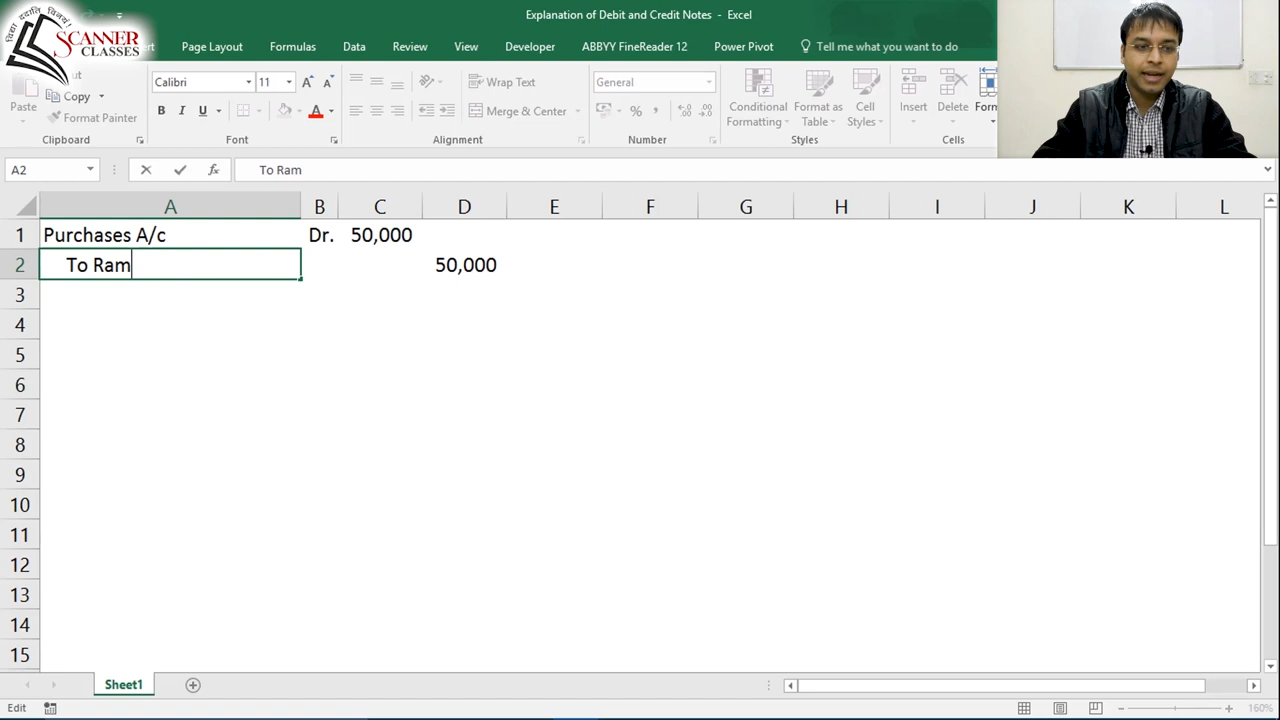 विद्या ददाति विनयं
SCANNER
CLASSES
Explanation of Debit and Credit Notes - Excel
Page Layout
Formulas
Data
Review
View
Developer
ABBYY FineReader 12
Power Pivot
Tell me what you want to do
Paste
Copy
Format Painter
Clipboard
Calibri
11
B I U
A
Font
Wrap Text
Merge & Center
Alignment
General
%
Number
Conditional
Formatting
Format as
Table
Cell
Styles
Styles
Insert
Delete
Form
Cells
A2
fx
To Ram
A B C D E F G H I J K L
1 Purchases A/c Dr. 50,000
2 To Ram 50,000
3
4
5
6
7
8
9
10
11
12
13
14
15
Sheet1
Edit
160%